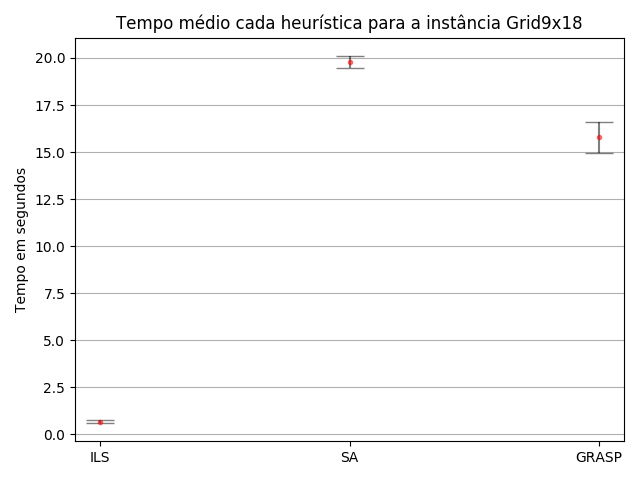 Tempo médio cada heurística para a instância Grid9x18
Tempo em segundos
20.0
17.5
15.0
12.5
10.0
7.5
5.0
2.5
0.0
ILS
SA
GRASP